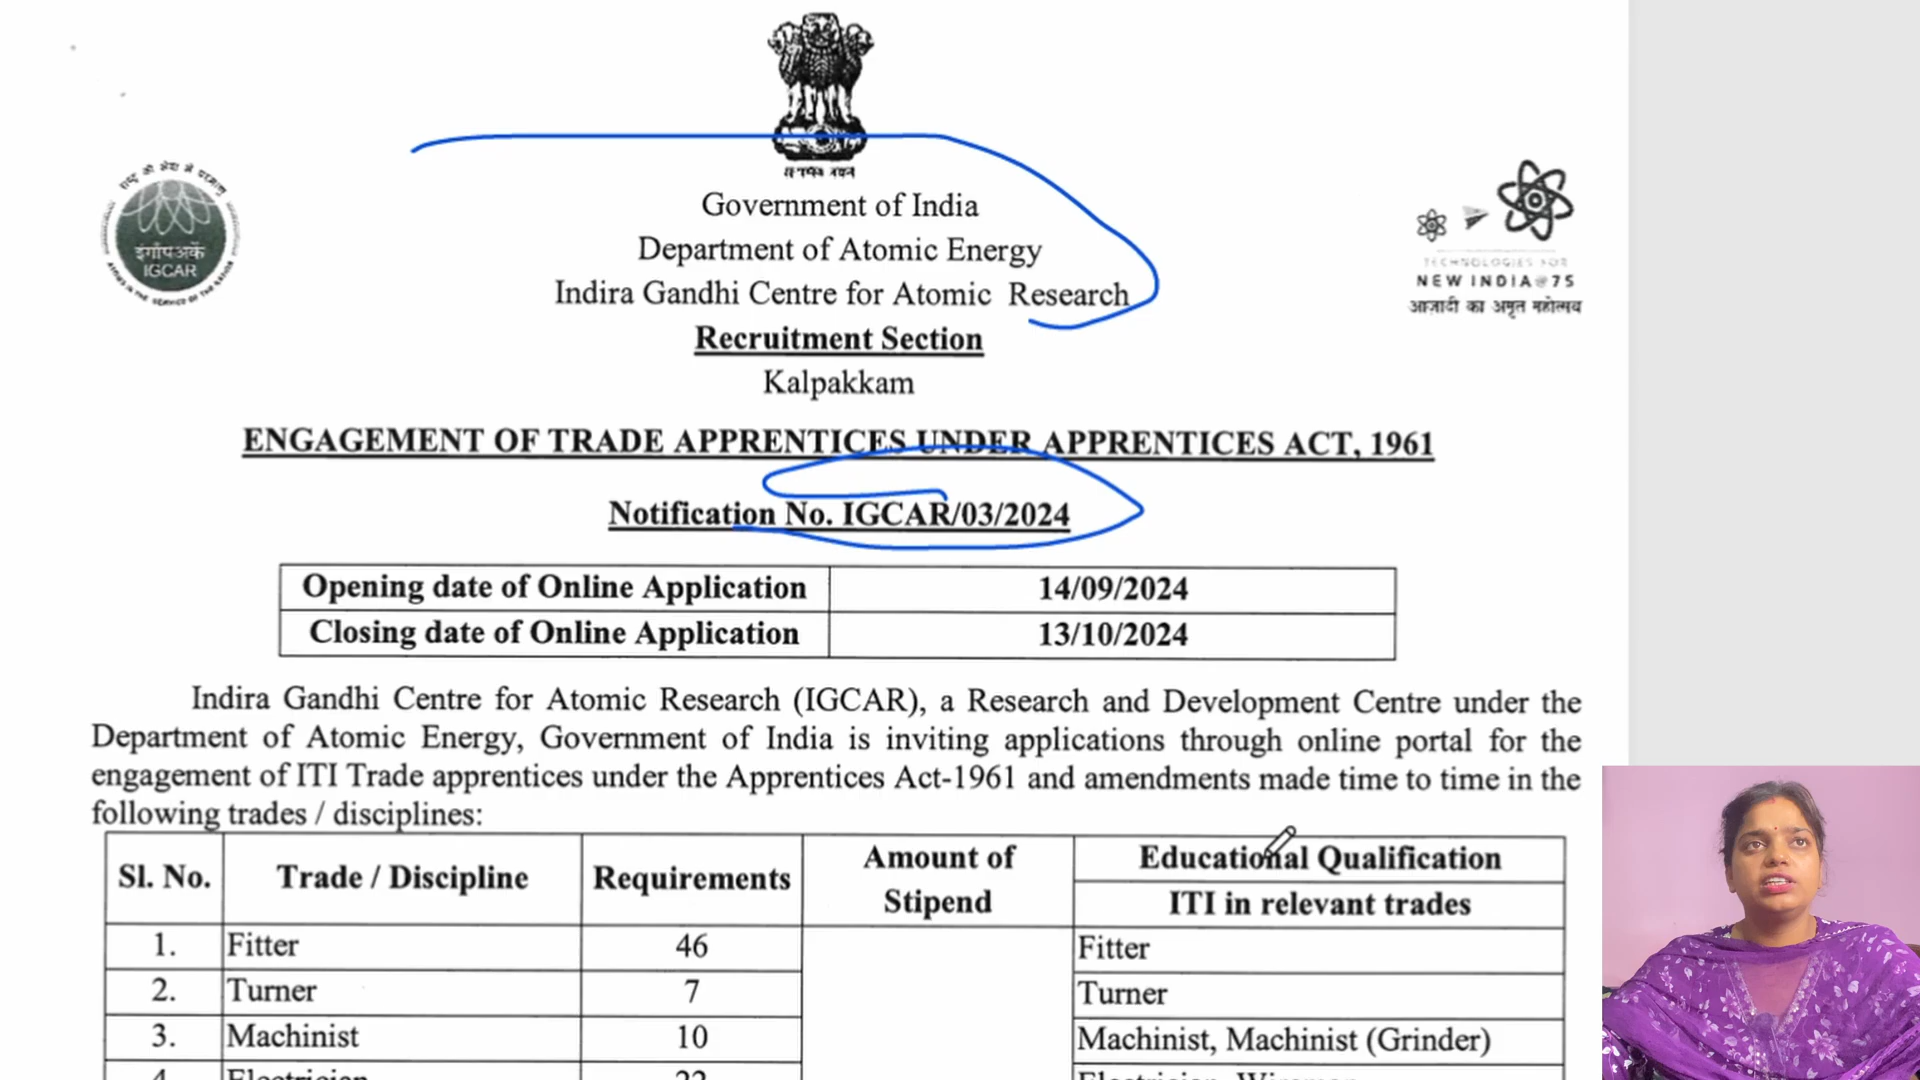 सत्यमेव जयते
Government of India
Department of Atomic Energy
Indira Gandhi Centre for Atomic Research
Recruitment Section
Kalpakkam
इंगाँपअकें
IGCAR
TECHNOLOGIES FOR
NEW INDIA@75
आज़ादी का अमृत महोत्सव
ENGAGEMENT OF TRADE APPRENTICES UNDER APPRENTICES ACT, 1961
Notification No. IGCAR/03/2024
Opening date of Online Application 14/09/2024
Closing date of Online Application 13/10/2024
Indira Gandhi Centre for Atomic Research (IGCAR), a Research and Development Centre under the
Department of Atomic Energy, Government of India is inviting applications through online portal for the
engagement of ITI Trade apprentices under the Apprentices Act-1961 and amendments made time to time in the
following trades / disciplines:
Sl. No. Trade / Discipline Requirements Amount of Stipend Educational Qualification
ITI in relevant trades
1. Fitter 46 Fitter
2. Turner 7 Turner
3. Machinist 10 Machinist, Machinist (Grinder)
4. Electrician